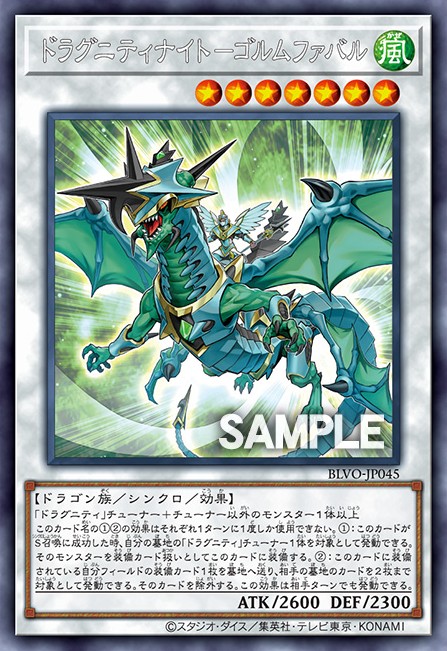 ドラグニティナイト－ゴルムファバル
風
SAMPLE
BLVO-JP045
【ドラゴン族／シンクロ／効果】
「ドラグニティ」チューナー＋チューナー以外のモンスター1体以上
このカード名の①②の効果はそれぞれ1ターンに1度しか使用できない。①：このカードが
S召喚に成功した時、自分の墓地の「ドラグニティ」チューナー1体を対象として発動できる。
そのモンスターを装備カード扱いとしてこのカードに装備する。②：このカードに装備
されている自分フィールドの装備カード1枚を墓地へ送り、相手の墓地のカードを2枚まで
対象として発動できる。そのカードを除外する。この効果は相手ターンでも発動できる。
ATK/2600 DEF/2300
©スタジオ・ダイス／集英社・テレビ東京・KONAMI